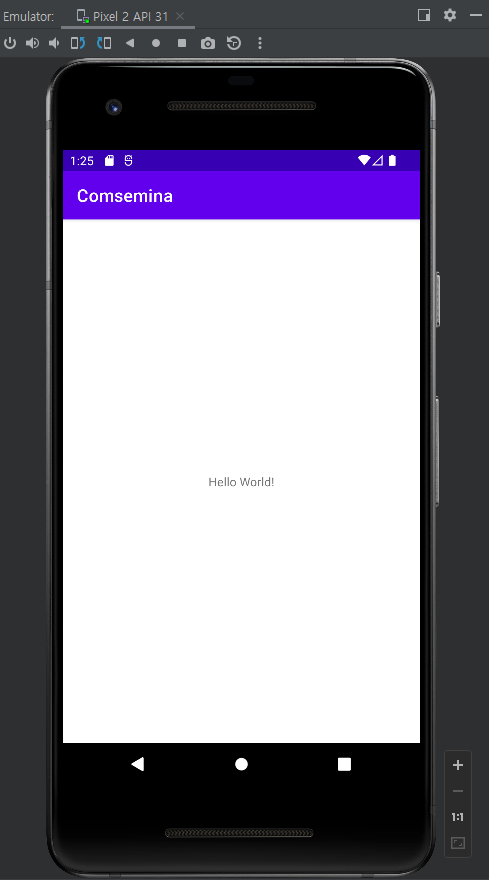 Emulator: Pixel 2 API 31
1:25
Comsemina
Hello World!
1:1